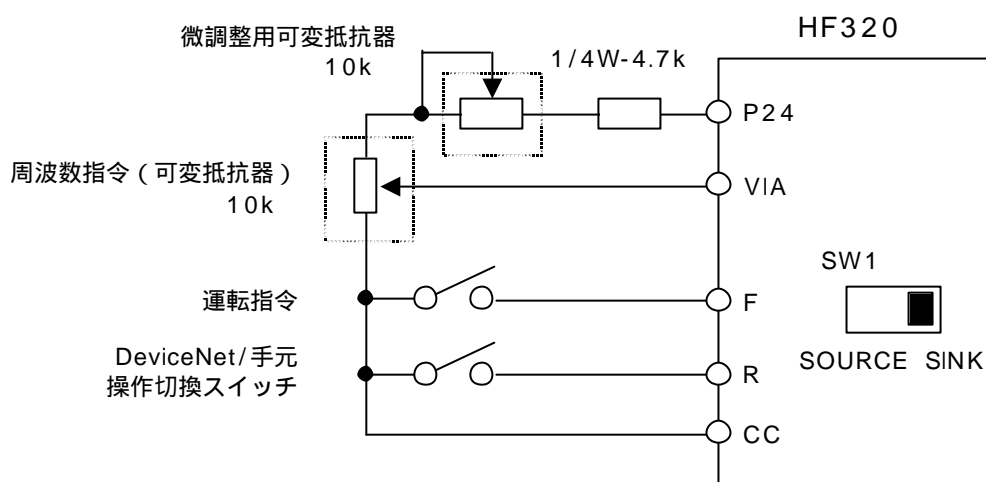 HF320
微調整用可変抵抗器
10k
1/4W-4.7k
P24
周波数指令(可変抵抗器)
10k
VIA
SW1
運転指令
F
SOURCE SINK
DeviceNet/手元
操作切換スイッチ
R
CC